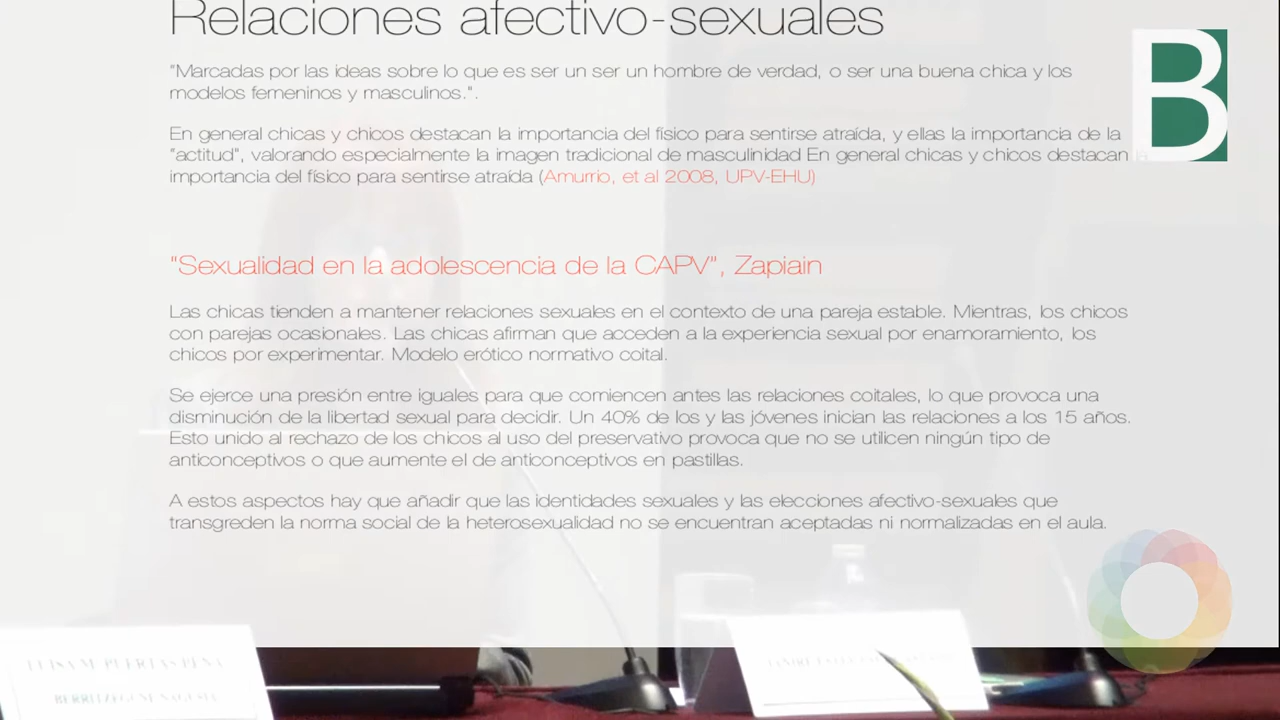 Relaciones afectivo-sexuales
B
"Marcadas por las ideas sobre lo que es ser un ser un hombre de verdad, o ser una buena chica y los
modelos femeninos y masculinos.".
En general chicas y chicos destacan la importancia del físico para sentirse atraída, y ellas la importancia de la
"actitud", valorando especialmente la imagen tradicional de masculinidad En general chicas y chicos destacan la
importancia del físico para sentirse atraída (Amurrio, et al 2008, UPV-EHU)
"Sexualidad en la adolescencia de la CAPV", Zapiain
Las chicas tienden a mantener relaciones sexuales en el contexto de una pareja estable. Mientras, los chicos
con parejas ocasionales. Las chicas afirman que acceden a la experiencia sexual por enamoramiento, los
chicos por experimentar. Modelo erótico normativo coital.
Se ejerce una presión entre iguales para que comiencen antes las relaciones coitales, lo que provoca una
disminución de la libertad sexual para decidir. Un 40% de los y las jóvenes inician las relaciones a los 15 años.
Esto unido al rechazo de los chicos al uso del preservativo provoca que no se utilicen ningún tipo de
anticonceptivos o que aumente el de anticonceptivos en pastillas.
A estos aspectos hay que añadir que las identidades sexuales y las elecciones afectivo-sexuales que
transgreden la norma social de la heterosexualidad no se encuentran aceptadas ni normalizadas en el aula.
LUISA M. PUERTAS PENA
BERRITZEGUNE NAGUSIA